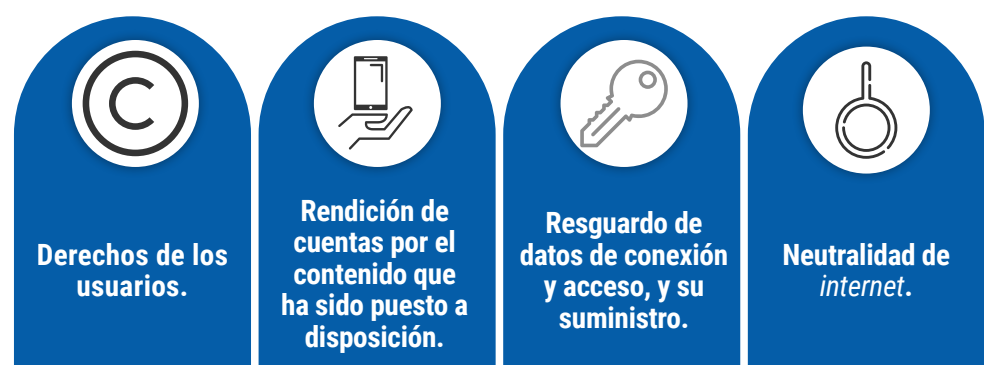 C
Derechos de los
usuarios.
Rendición de
cuentas por el
contenido que
ha sido puesto a
disposición.
Resguardo de
datos de conexión
y acceso, y su
suministro.
Neutralidad de
internet.